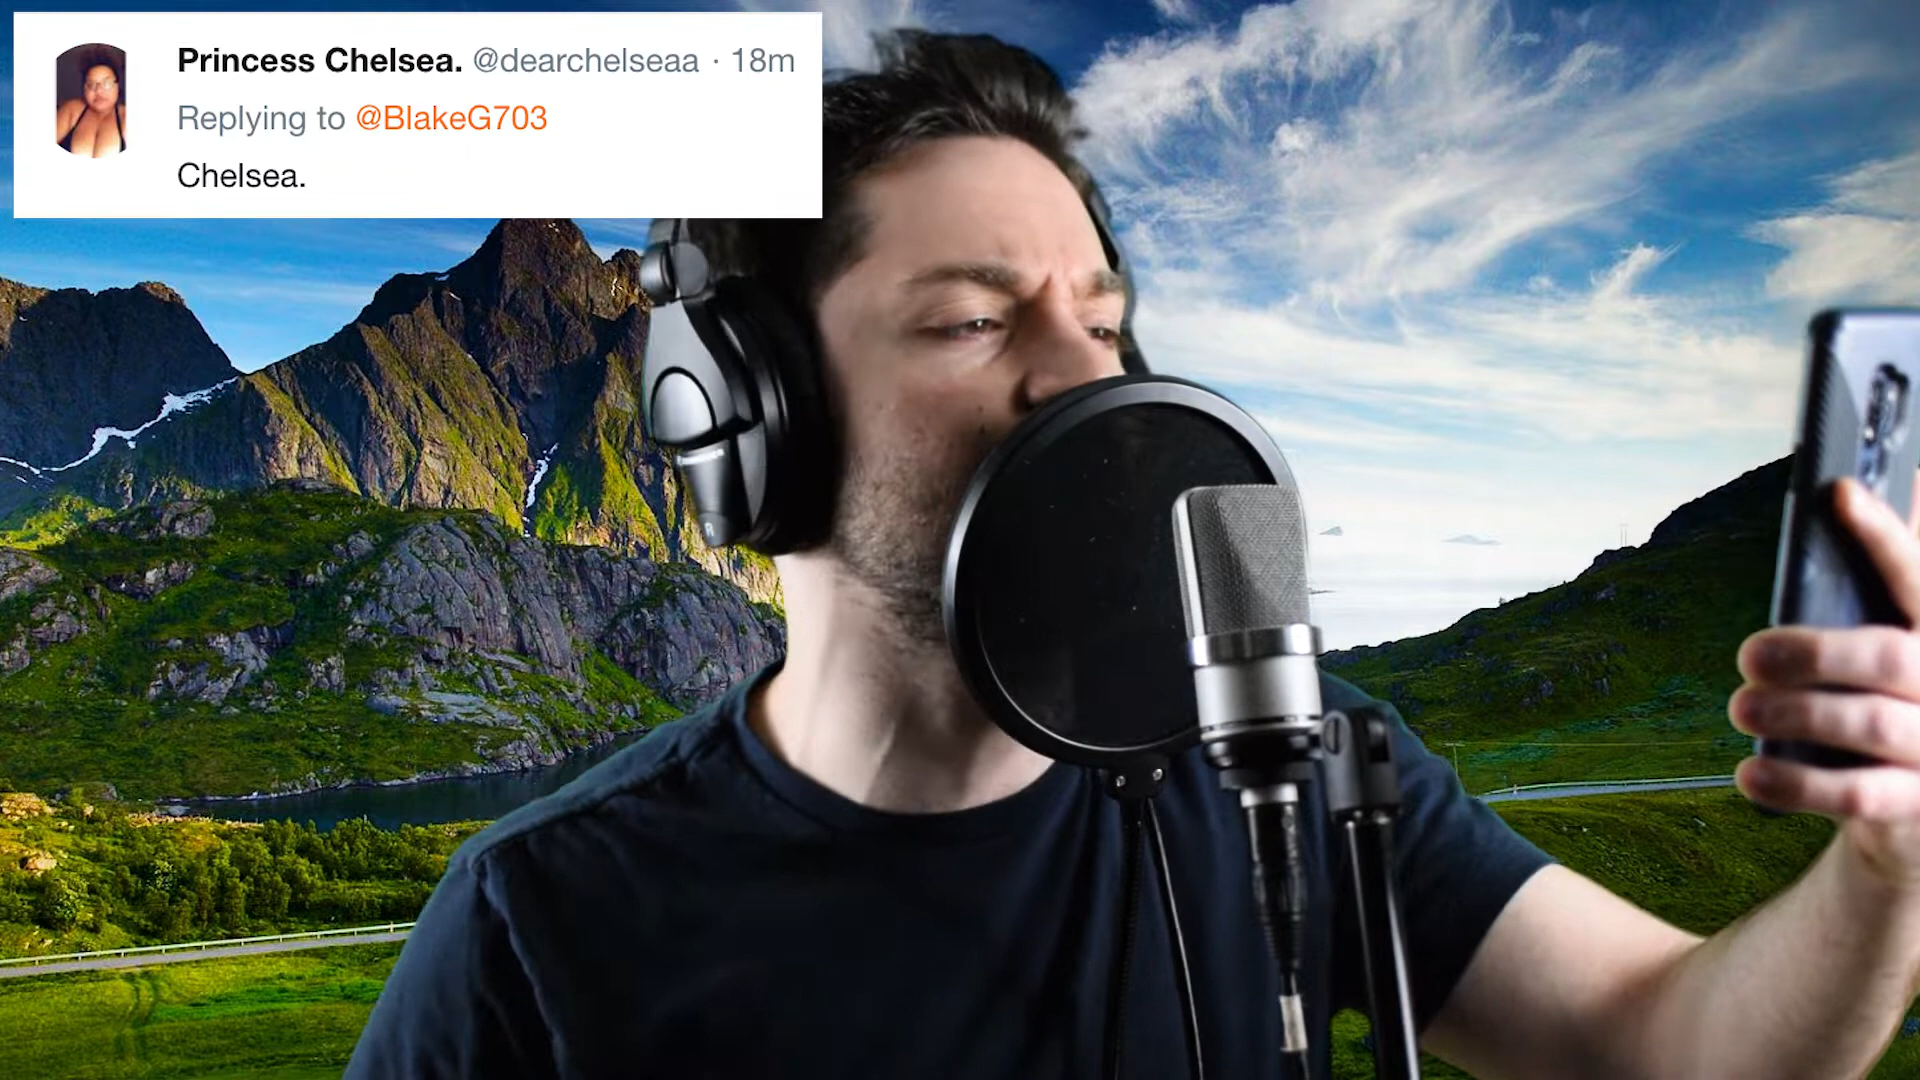 Princess Chelsea. @dearchelseaa · 18m
Replying to @BlakeG703
Chelsea.